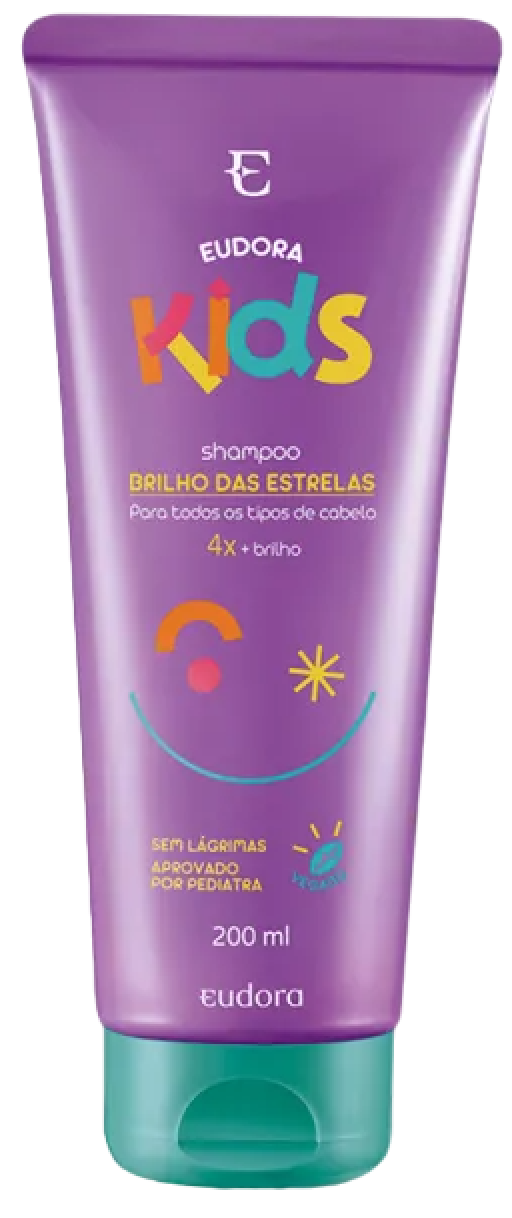 E
EUDORA
Kids
shampoo
BRILHO DAS ESTRELAS
Para todos os tipos de cabelo
4x + brilho
SEM LÁGRIMAS
APROVADO
POR PEDIATRA
VEGANO
200 ml
eudora